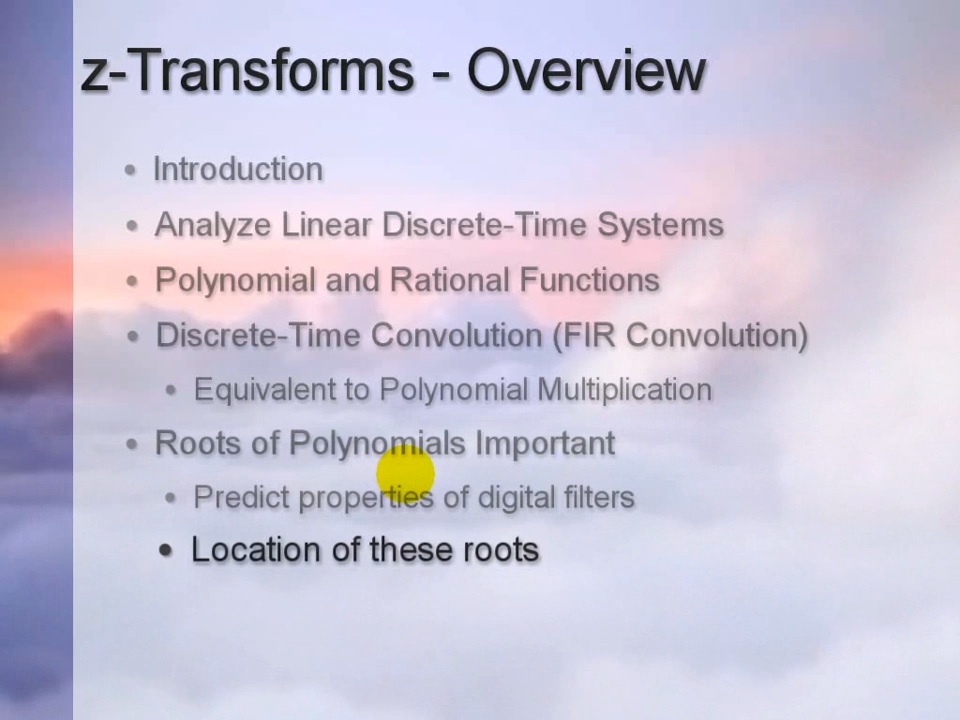 z-Transforms - Overview
• Introduction
• Analyze Linear Discrete-Time Systems
• Polynomial and Rational Functions
• Discrete-Time Convolution (FIR Convolution)
• Equivalent to Polynomial Multiplication
• Roots of Polynomials Important
• Predict properties of digital filters
• Location of these roots